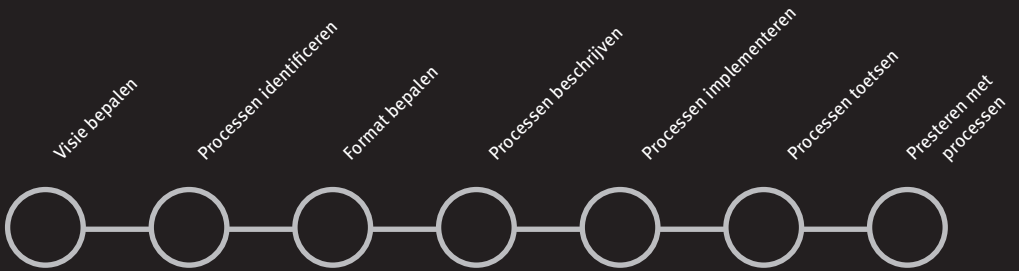 Visie bepalen
Processen identificeren
Format bepalen
Processen beschrijven
Processen implementeren
Processen toetsen
Presteren met
processen